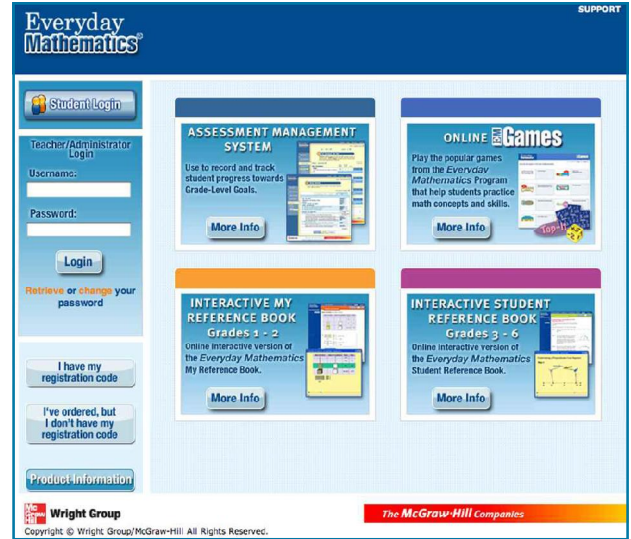 SUPPORT
Everyday
Mathematics®
Student Login
Teacher/Administrator
Login
Username:
Password:
Login
Retrieve or change your
password
I have my
registration code
I've ordered, but
I don't have my
registration code
Product Information
ASSESSMENT MANAGEMENT
SYSTEM
Use to record and track
student progress towards
Grade-Level Goals.
More Info
ONLINE EM Games
Play the popular games
from the Everyday
Mathematics Program
that help students practice
math concepts and skills.
Top-It
More Info
INTERACTIVE MY
REFERENCE BOOK
Grades 1 - 2
Online interactive version of
the Everyday Mathematics
My Reference Book.
More Info
INTERACTIVE STUDENT
REFERENCE BOOK
Grades 3 - 6
Online interactive version of
the Everyday Mathematics
Student Reference Book.
More Info
Wright Group
The McGraw·Hill Companies
Copyright © Wright Group/McGraw-Hill All Rights Reserved.